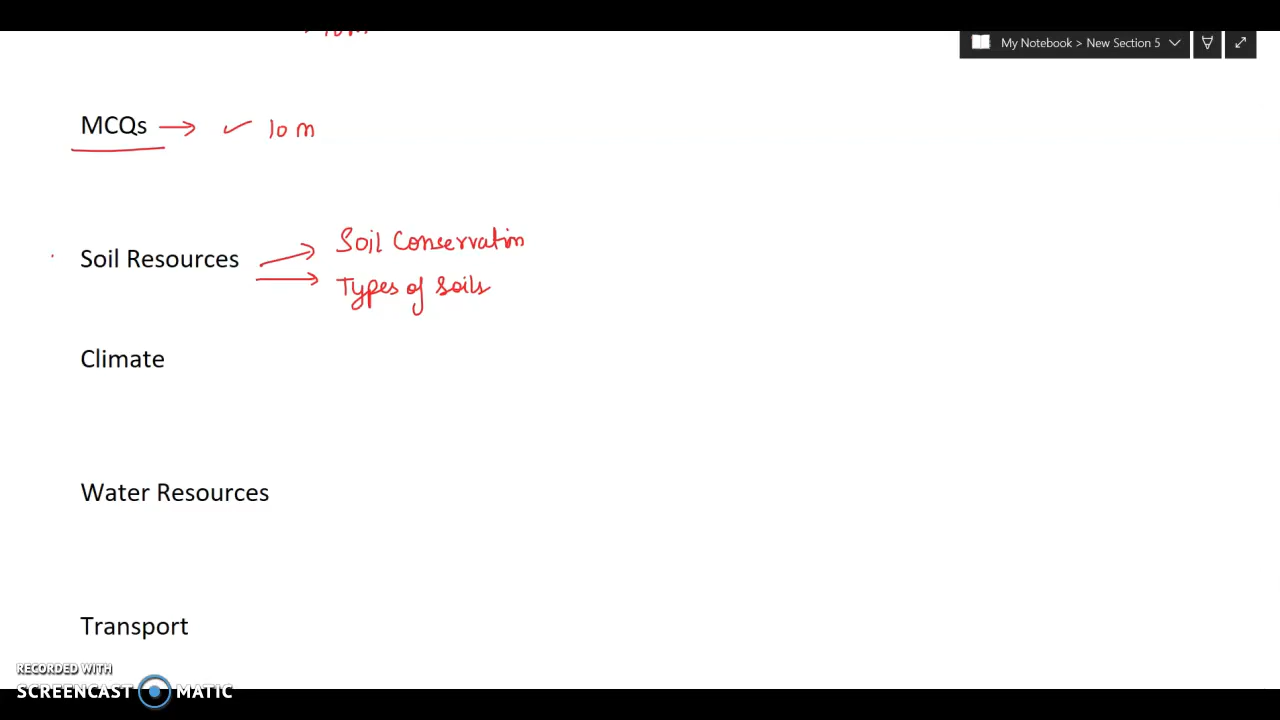 My Notebook > New Section 5
MCQs → ✓ 10 m
Soil Conservatin
Soil Resources
Types of Soils
Climate
Water Resources
Transport
RECORDED WITH
SCREENCAST MATIC